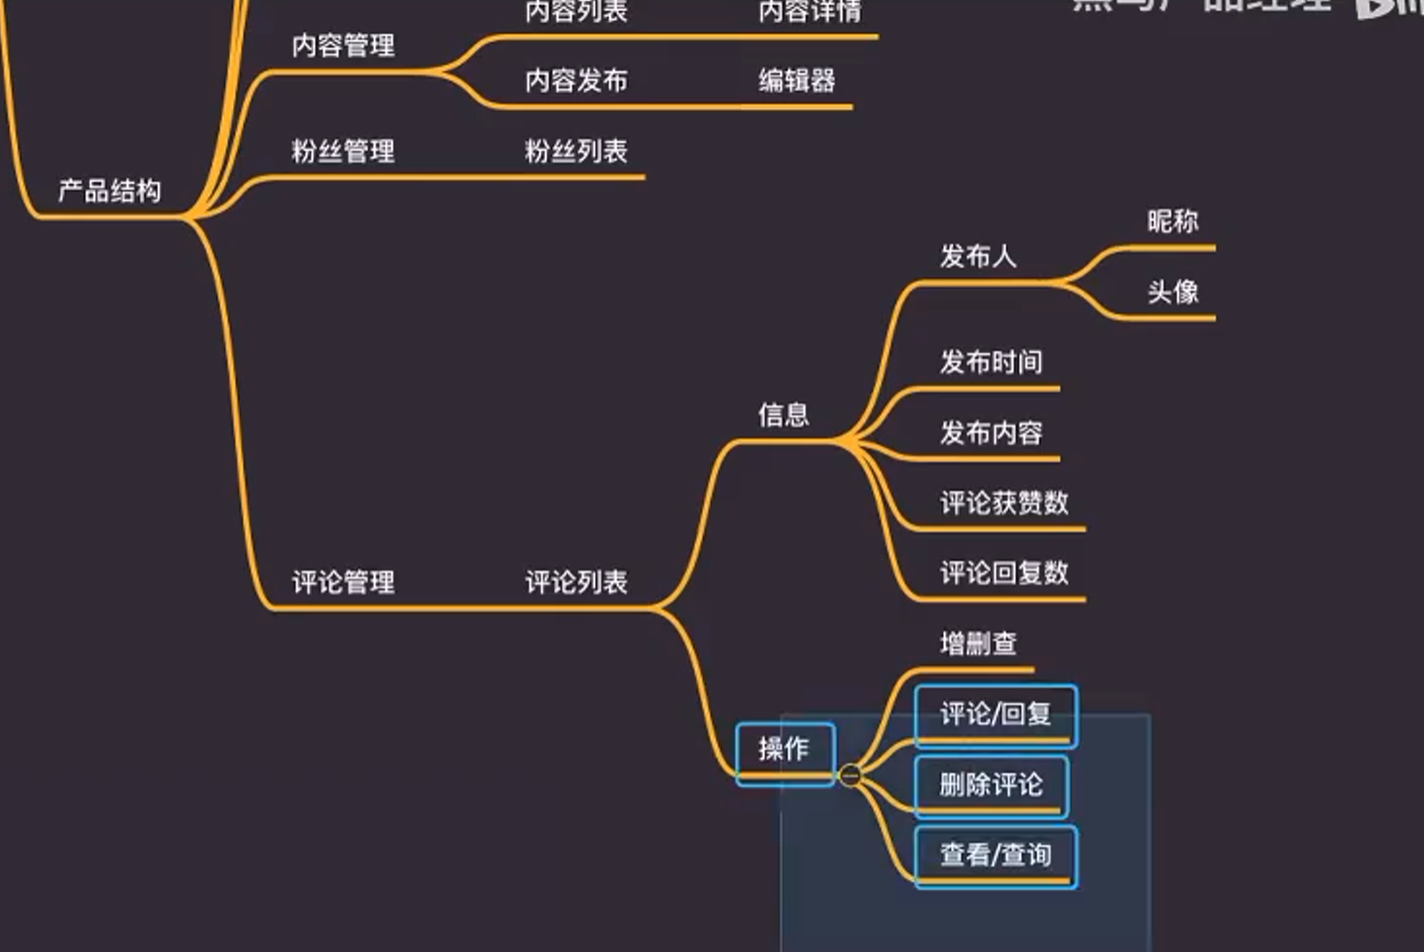 内容管理
内容列表
内容详情
内容发布
编辑器
粉丝管理
粉丝列表
产品结构
评论管理
评论列表
信息
发布人
昵称
头像
发布时间
发布内容
评论获赞数
评论回复数
操作
增删查
评论/回复
删除评论
查看/查询